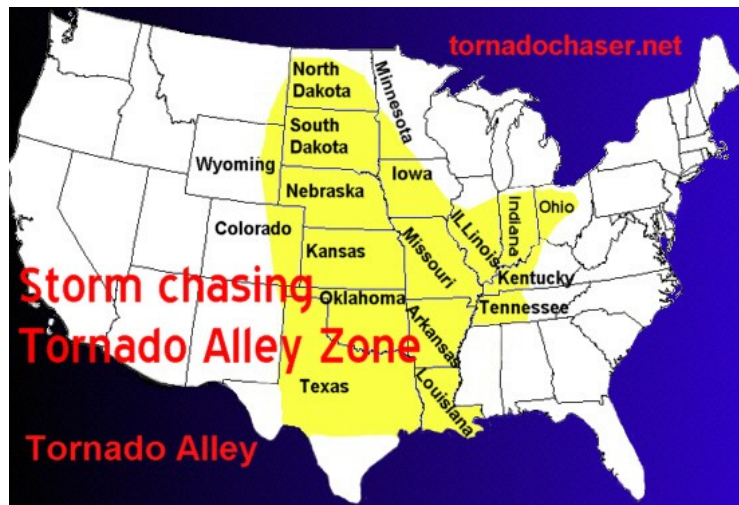 tornadochaser.net
North
Dakota
Minnesota
South
Dakota
Wyoming
Iowa
Nebraska
ILLinois
Indiana
Ohio
Colorado
Kansas
Missouri
Kentucky
Storm chasing
Oklahoma
Tennessee
Arkansas
Tornado Alley Zone
Texas
Louisiana
Tornado Alley